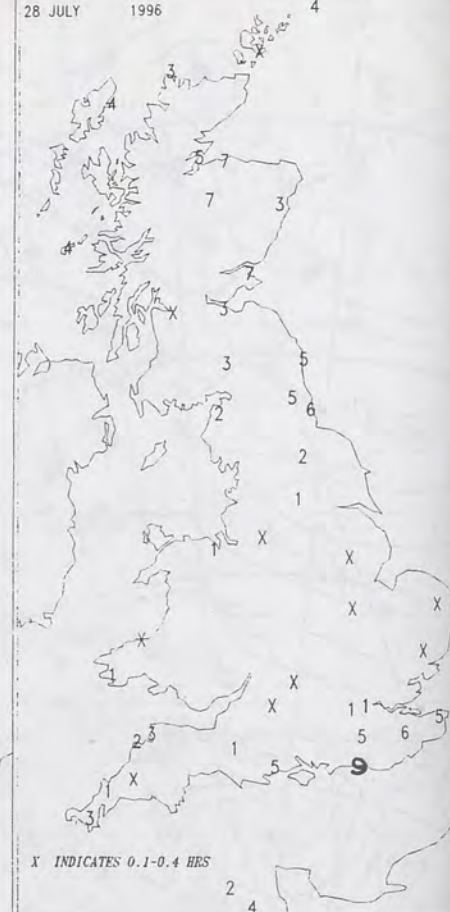 28 JULY 1996 4
X
3
4
5 7
7 3
4
7
X 3
3 5
5
2 6
2
1
X
1 1 X
X X
X
X
1 X
X 1 1 5
3 5 6
2 1
5 9
1 X
3
X INDICATES 0.1-0.4 HRS
2
4